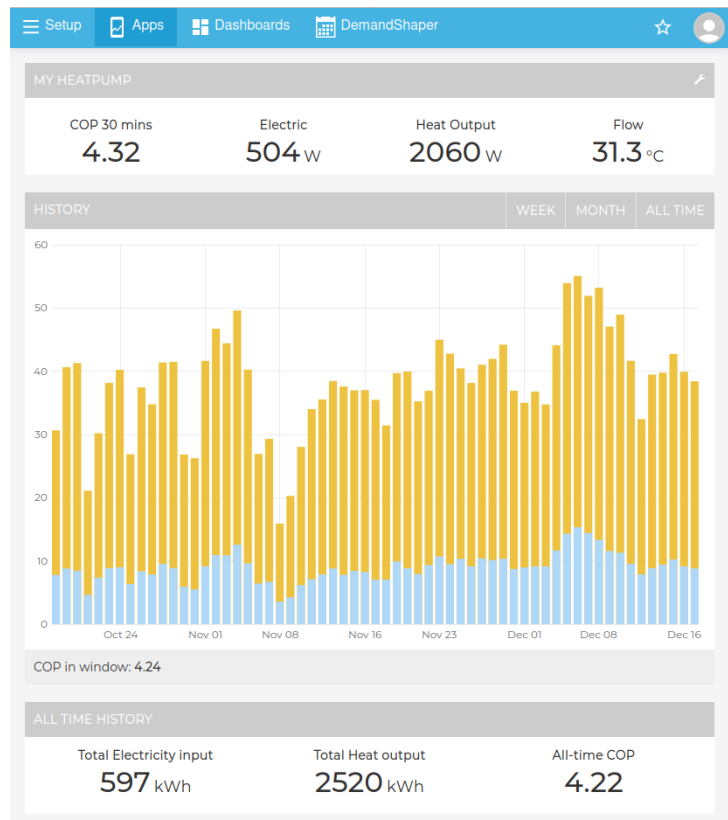 Setup Apps Dashboards DemandShaper
MY HEATPUMP
COP 30 mins Electric Heat Output Flow
4.32 504 W 2060 W 31.3 °C
HISTORY WEEK MONTH ALL TIME
60
50
40
30
20
10
0
Oct 24 Nov 01 Nov 08 Nov 16 Nov 23 Dec 01 Dec 08 Dec 16
COP in window: 4.24
ALL TIME HISTORY
Total Electricity input Total Heat output All-time COP
597 kWh 2520 kWh 4.22